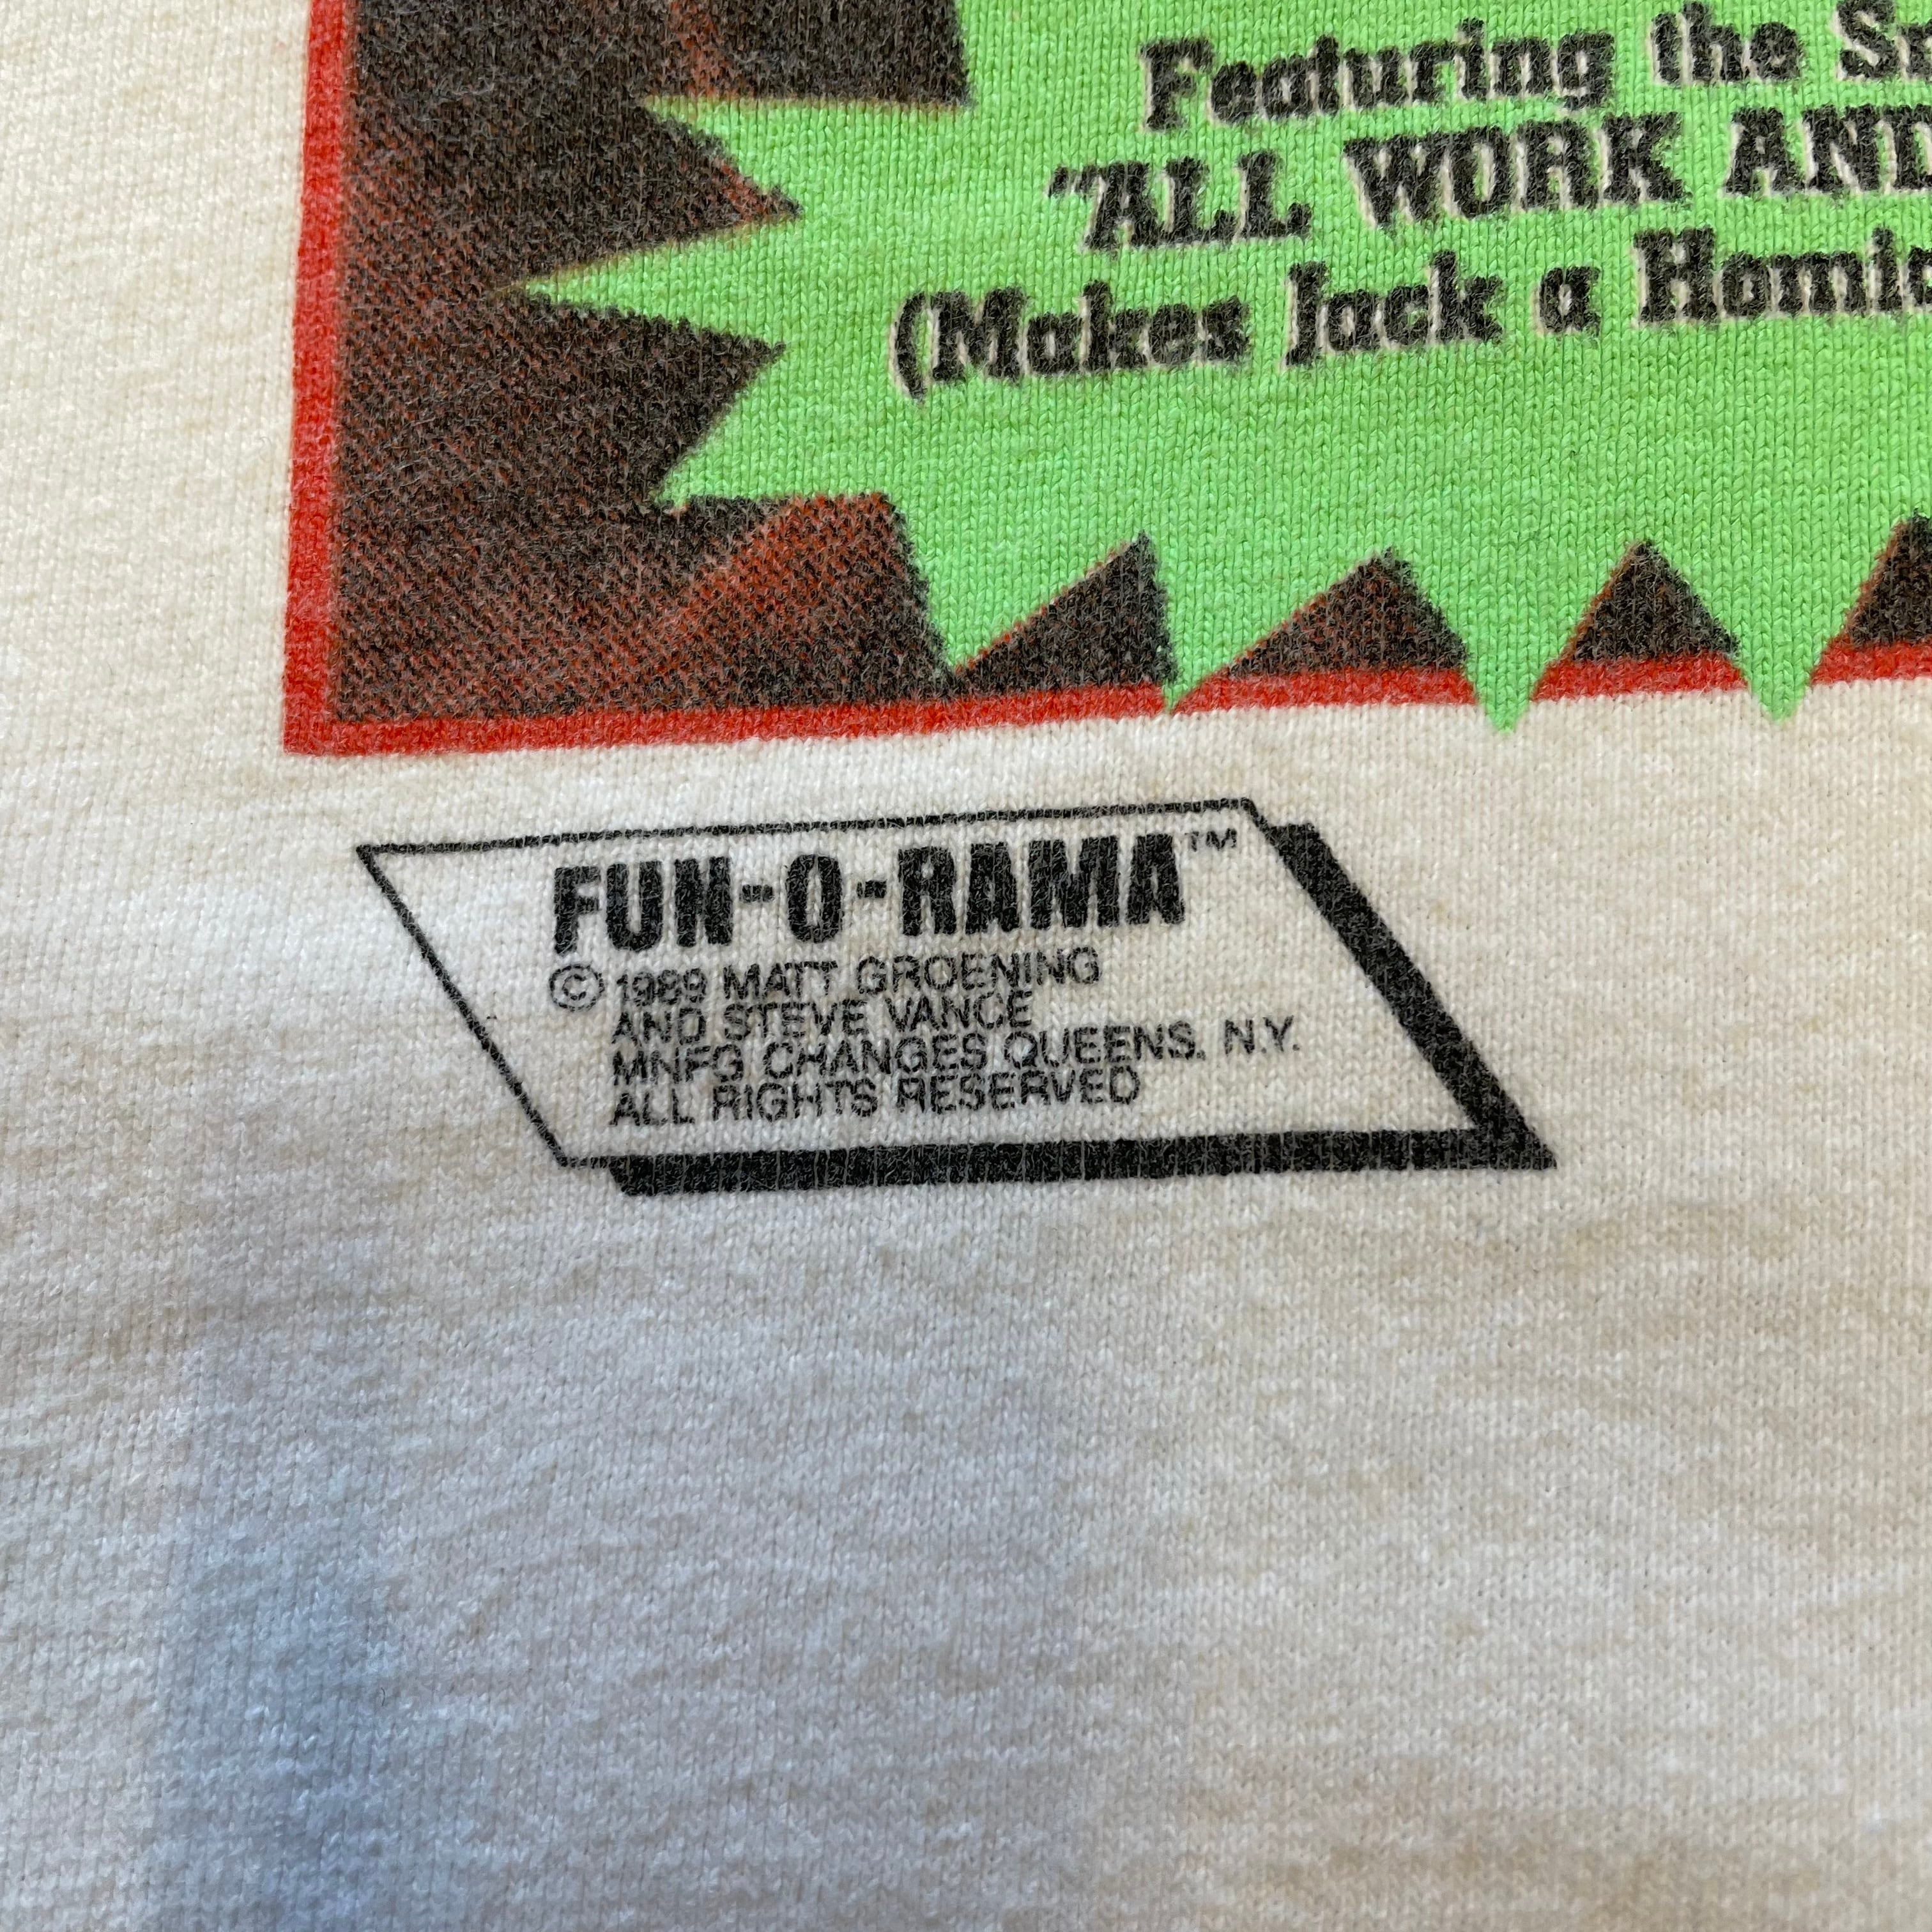 Featuring the
"ALL WORK AND
(Makes Jack a
FUN-O-RAMA™
© 1989 MATT GROENING
AND STEVE VANCE
MNFG CHANGES QUEENS, N.Y.
ALL RIGHTS RESERVED